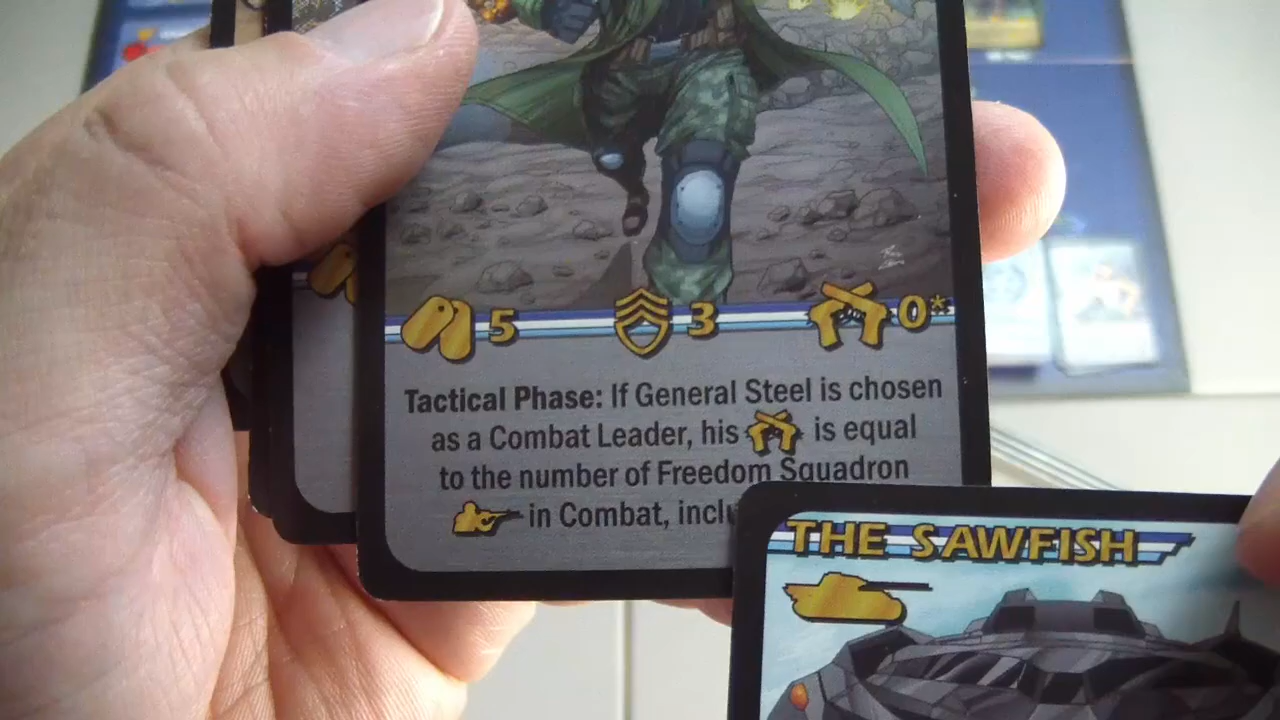 5 3 0*
Tactical Phase: If General Steel is chosen
as a Combat Leader, his is equal
to the number of Freedom Squadron
in Combat,
THE SAWFISH